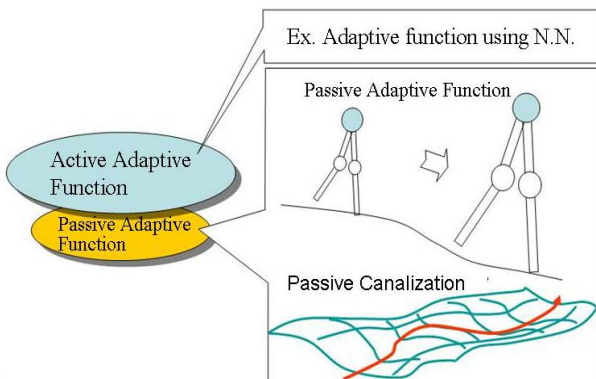 Ex. Adaptive function using N.N.
Passive Adaptive Function
Active Adaptive
Function
Passive Adaptive
Function
Passive Canalization